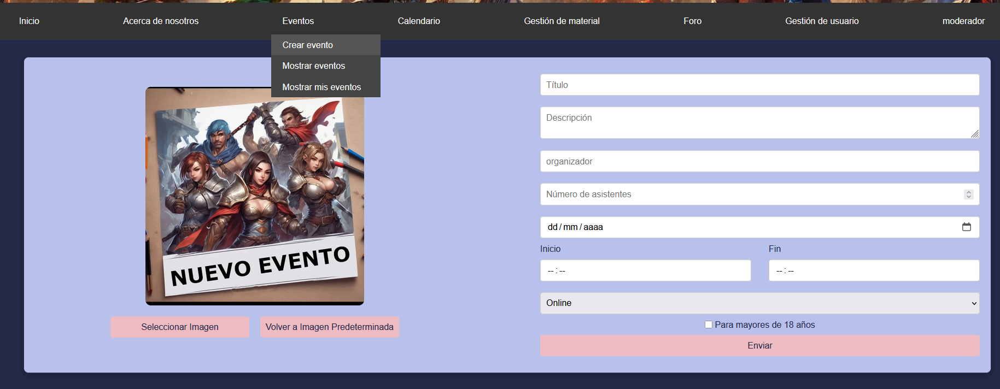 Inicio Acerca de nosotros Eventos Calendario Gestión de material Foro Gestión de usuario moderador
Crear evento
Mostrar eventos
Mostrar mis eventos
NUEVO EVENTO
Seleccionar Imagen Volver a Imagen Predeterminada
Título
Descripción
organizador
Número de asistentes
dd/mm/aaaa
Inicio Fin
--:-- --:--
Online
Para mayores de 18 años
Enviar